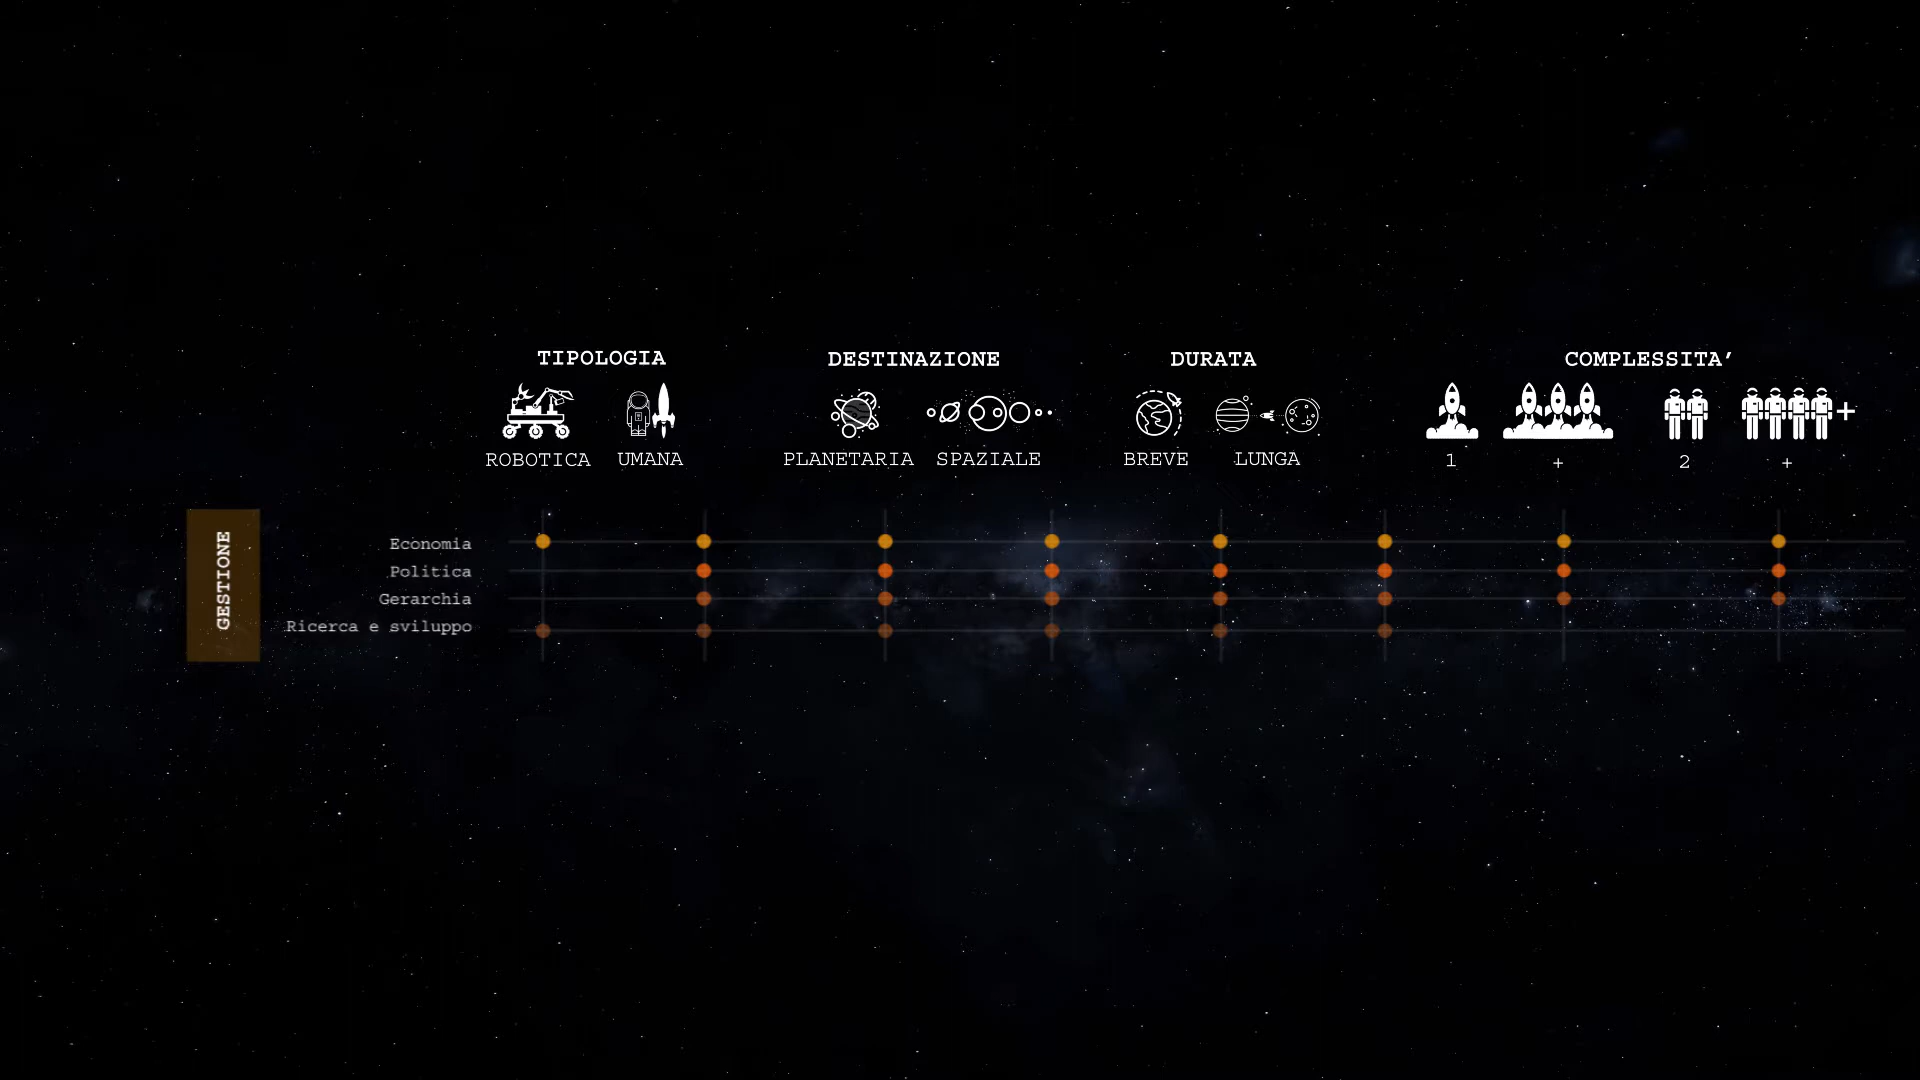 TIPOLOGIA DESTINAZIONE DURATA COMPLESSITA’
ROBOTICA UMANA PLANETARIA SPAZIALE BREVE LUNGA 1 + 2 +
GESTIONE
Economia
Politica
Gerarchia
Ricerca e sviluppo